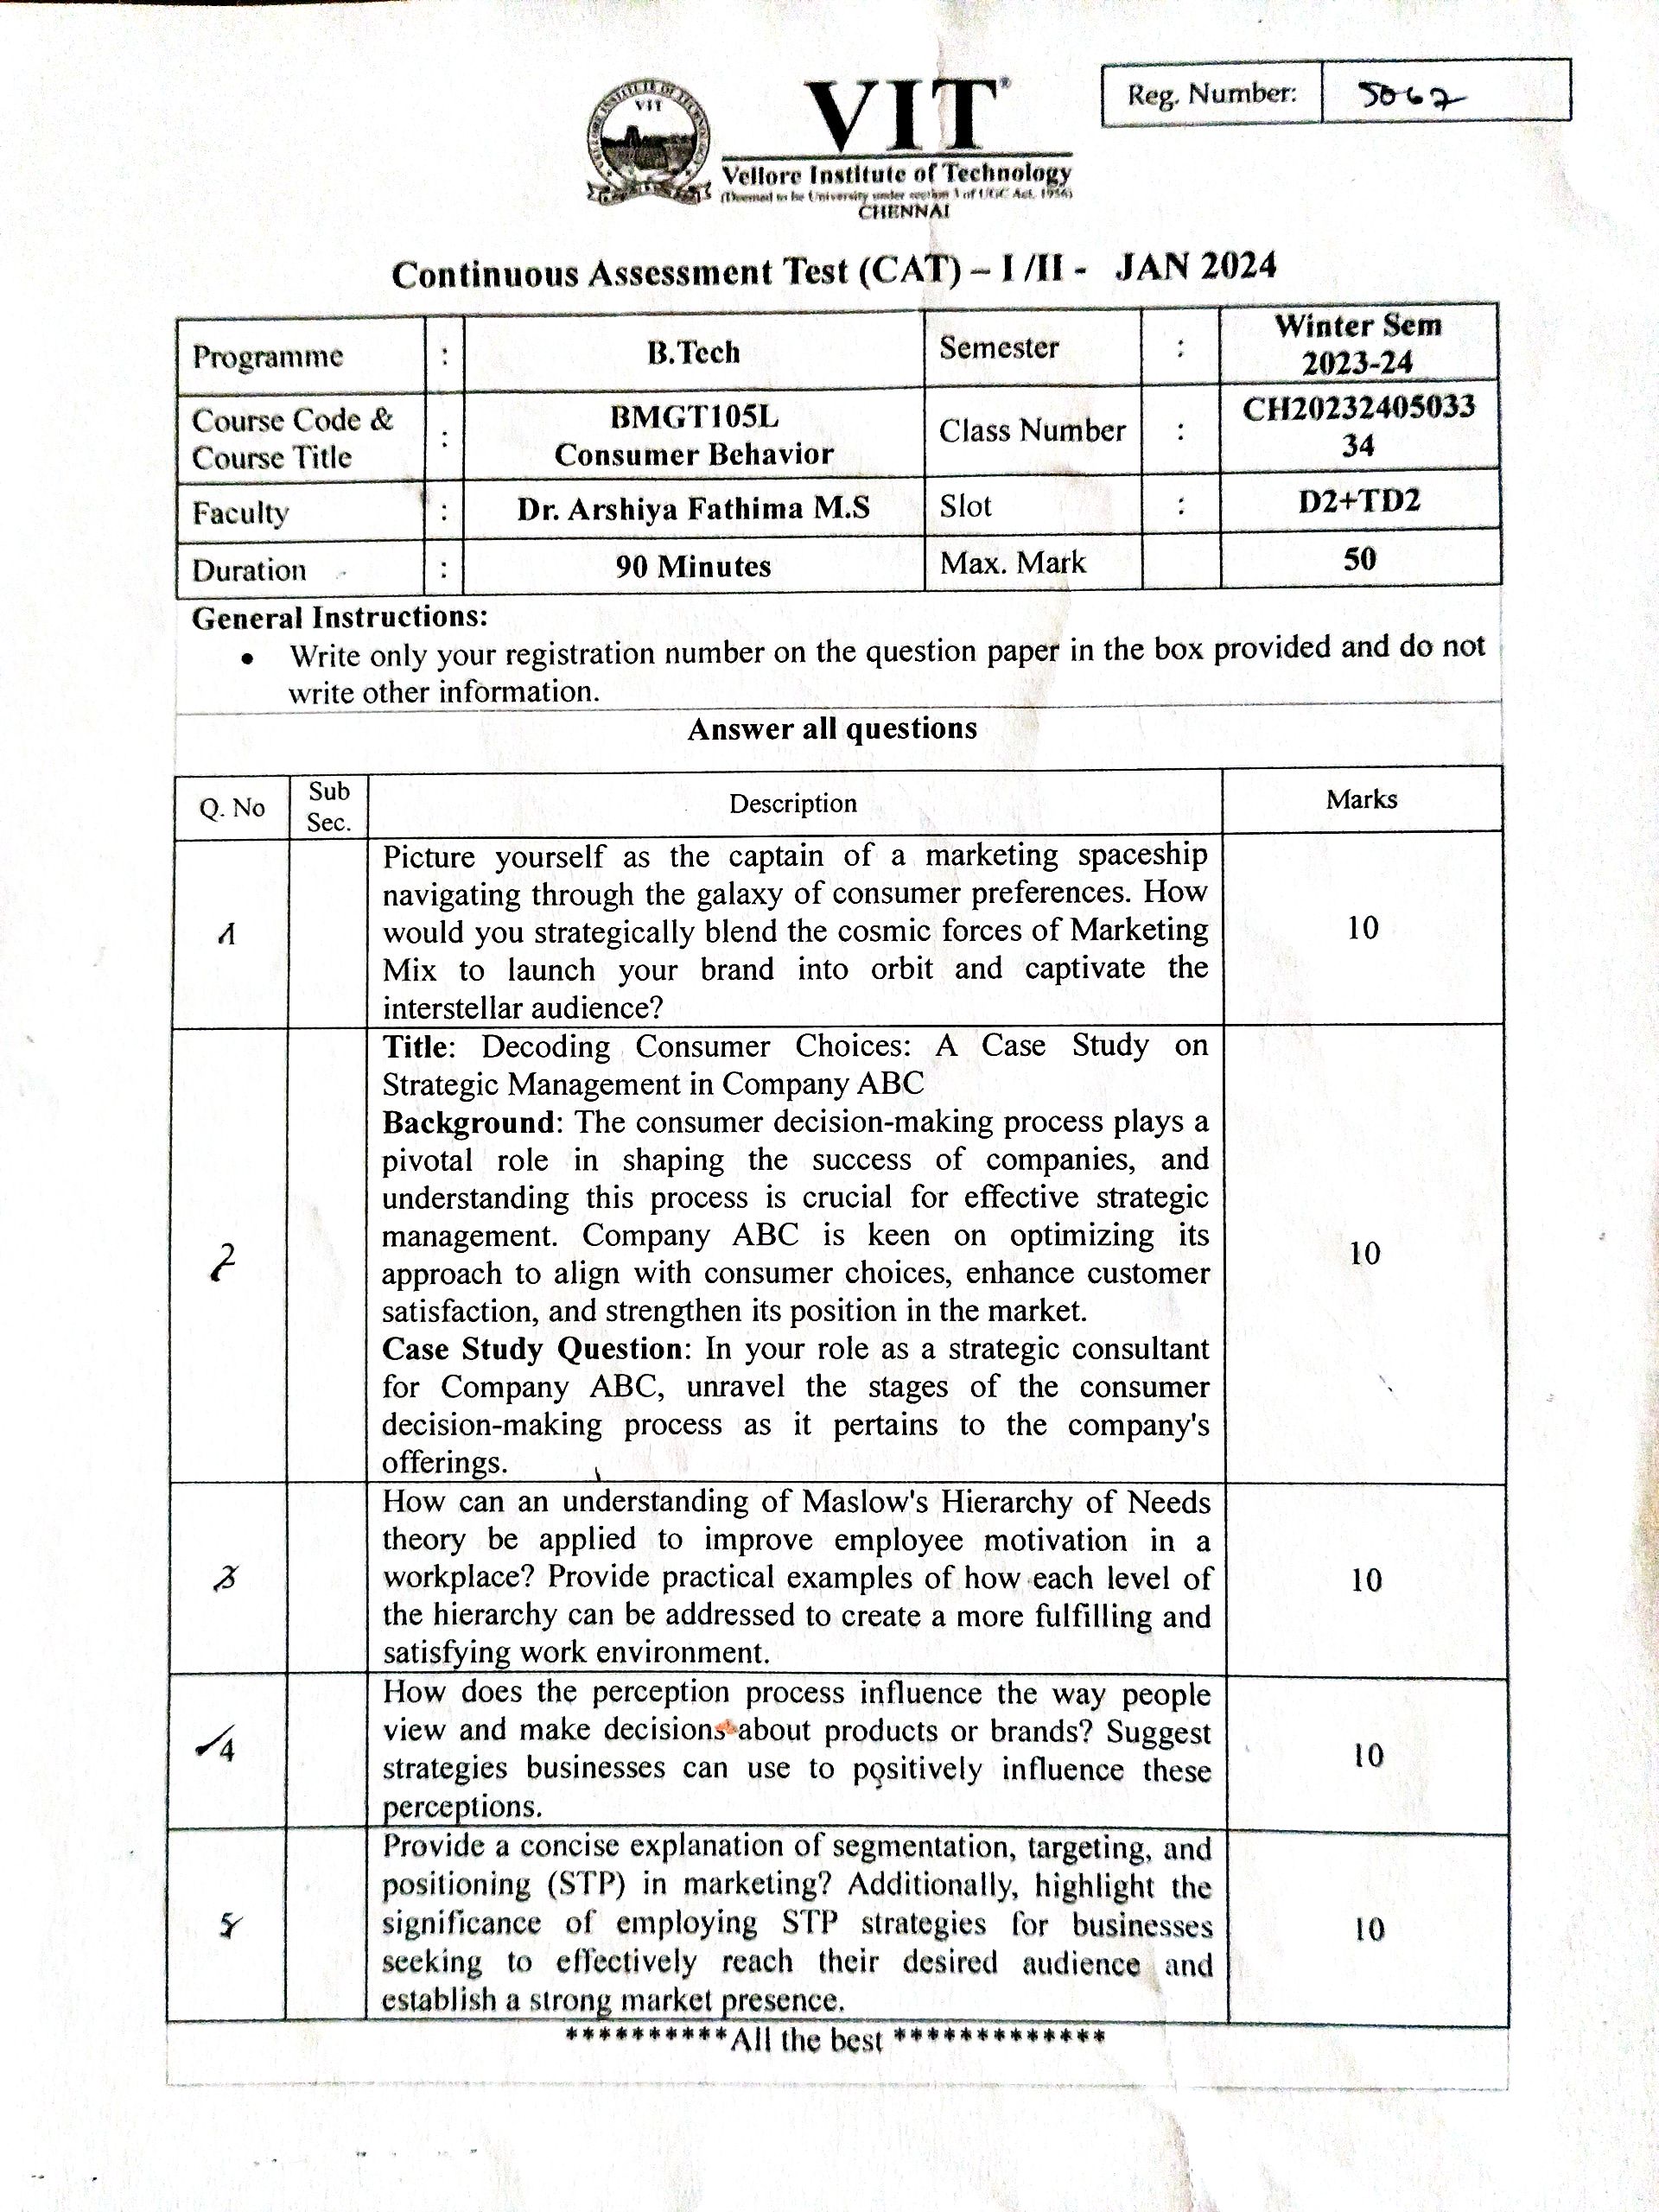 Reg. Number: 5062
VIT
VIT®
Vellore Institute of Technology
(Deemed to be University under section 3 of UGC Act, 1956)
CHENNAI
Continuous Assessment Test (CAT) – I /II - JAN 2024
Programme : B.Tech Semester : Winter Sem
2023-24
Course Code &
Course Title : BMGT105L
Consumer Behavior Class Number : CH20232405033
34
Faculty : Dr. Arshiya Fathima M.S Slot : D2+TD2
Duration : 90 Minutes Max. Mark 50
General Instructions:
• Write only your registration number on the question paper in the box provided and do not
write other information.
Answer all questions
Q. No Sub
Sec. Description Marks
1 Picture yourself as the captain of a marketing spaceship
navigating through the galaxy of consumer preferences. How
would you strategically blend the cosmic forces of Marketing 10
Mix to launch your brand into orbit and captivate the
interstellar audience?
Title: Decoding Consumer Choices: A Case Study on
Strategic Management in Company ABC
Background: The consumer decision-making process plays a
pivotal role in shaping the success of companies, and
understanding this process is crucial for effective strategic
management. Company ABC is keen on optimizing its
2 approach to align with consumer choices, enhance customer 10
satisfaction, and strengthen its position in the market.
Case Study Question: In your role as a strategic consultant
for Company ABC, unravel the stages of the consumer
decision-making process as it pertains to the company's
offerings.
How can an understanding of Maslow's Hierarchy of Needs
theory be applied to improve employee motivation in a
3 workplace? Provide practical examples of how each level of 10
the hierarchy can be addressed to create a more fulfilling and
satisfying work environment.
How does the perception process influence the way people
4 view and make decisions about products or brands? Suggest 10
strategies businesses can use to positively influence these
perceptions.
Provide a concise explanation of segmentation, targeting, and
positioning (STP) in marketing? Additionally, highlight the
5 significance of employing STP strategies for businesses 10
seeking to effectively reach their desired audience and
establish a strong market presence.
**********All the best *************